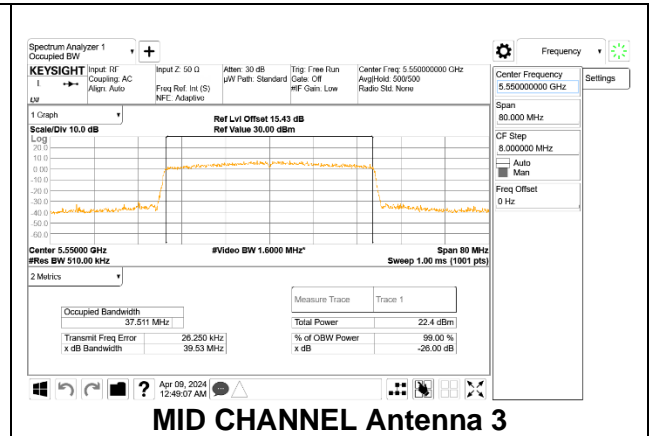 Spectrum Analyzer 1
Occupied BW
+
Frequency
KEYSIGHT
L
Input: RF
Coupling: AC
Align: Auto
Input Z: 50 Ω
Freq Ref: Int (S)
NFE: Adaptive
Atten: 30 dB
µW Path: Standard
Trig: Free Run
Gate: Off
#IF Gain: Low
Center Freq: 5.550000000 GHz
Avg|Hold: 500/500
Radio Std: None
Center Frequency
5.550000000 GHz
Settings
Span
80.000 MHz
CF Step
8.000000 MHz
Auto
Man
Freq Offset
0 Hz
1 Graph
Scale/Div 10.0 dB
Ref Lvl Offset 15.43 dB
Ref Value 30.00 dBm
Log
20.0
10.0
0.00
-10.0
-20.0
-30.0
-40.0
-50.0
-60.0
Center 5.55000 GHz
#Res BW 510.00 kHz
#Video BW 1.6000 MHz*
Span 80 MHz
Sweep 1.00 ms (1001 pts)
2 Metrics
Measure Trace Trace 1
Occupied Bandwidth
37.511 MHz
Total Power 22.4 dBm
Transmit Freq Error 26.250 kHz
% of OBW Power 99.00 %
x dB Bandwidth 39.53 MHz
x dB -26.00 dB
?
Apr 09, 2024
12:49:07 AM
MID CHANNEL Antenna 3